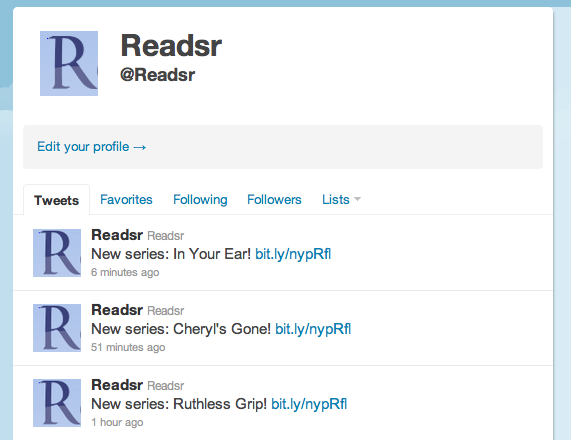 R
Readsr
@Readsr
Edit your profile →
Tweets Favorites Following Followers Lists
R
Readsr Readsr
New series: In Your Ear! bit.ly/nypRfl
6 minutes ago
R
Readsr Readsr
New series: Cheryl's Gone! bit.ly/nypRfl
51 minutes ago
R
Readsr Readsr
New series: Ruthless Grip! bit.ly/nypRfl
1 hour ago